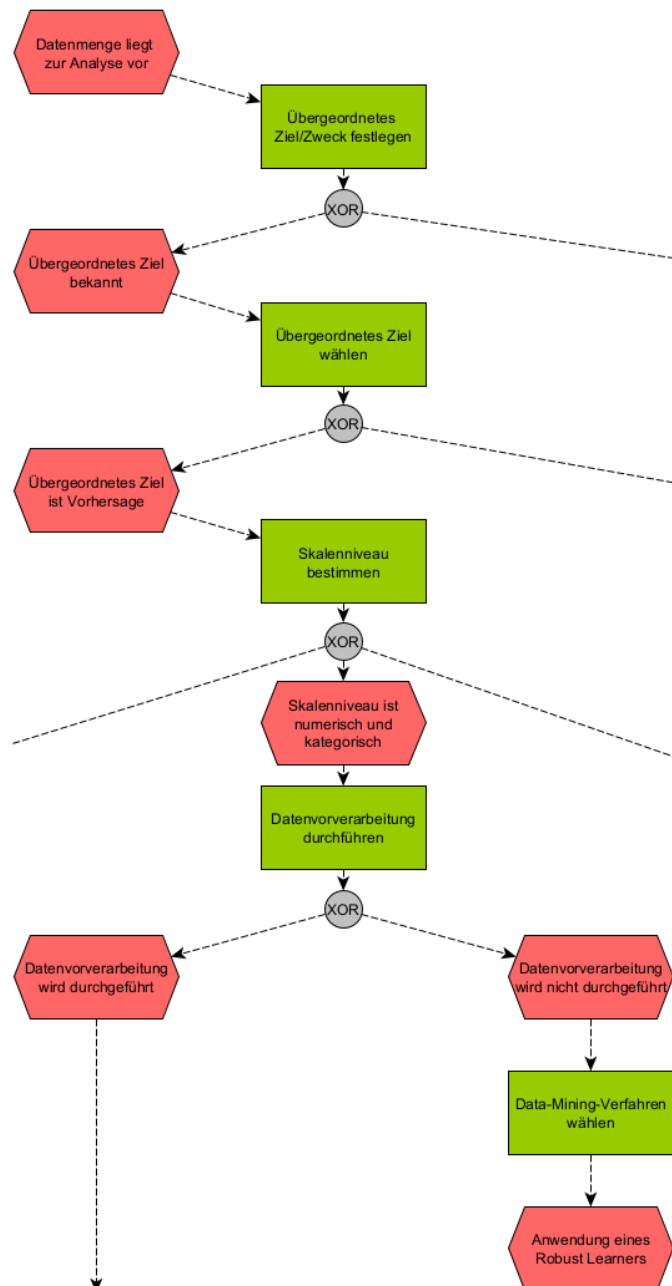 Datenmenge liegt
zur Analyse vor
Übergeordnetes
Ziel/Zweck festlegen
XOR
Übergeordnetes Ziel
bekannt
Übergeordnetes Ziel
wählen
XOR
Übergeordnetes Ziel
ist Vorhersage
Skalenniveau
bestimmen
XOR
Skalenniveau ist
numerisch und
kategorisch
Datenvorverarbeitung
durchführen
XOR
Datenvorverarbeitung
wird durchgeführt
Datenvorverarbeitung
wird nicht durchgeführt
Data-Mining-Verfahren
wählen
Anwendung eines
Robust Learners